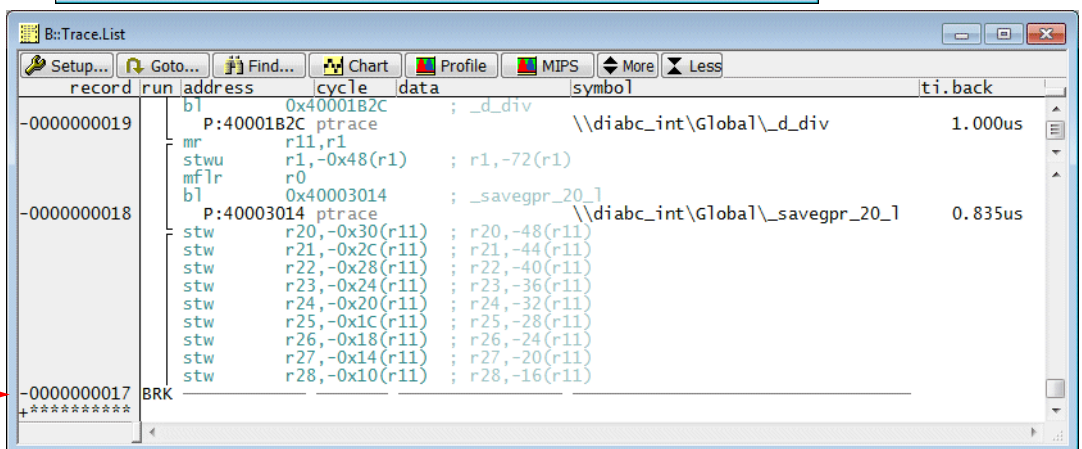 B::Trace.List
Setup... Goto... Find... Chart Profile MIPS More Less
record run address cycle data symbol ti.back
bl 0x40001B2C ; _d_div
-0000000019 P:40001B2C ptrace \\diabc_int\Global\_d_div 1.000us
mr r11,r1
stwu r1,-0x48(r1) ; r1,-72(r1)
mflr r0
bl 0x40003014 ; _savegpr_20_l
-0000000018 P:40003014 ptrace \\diabc_int\Global\_savegpr_20_l 0.835us
stw r20,-0x30(r11) ; r20,-48(r11)
stw r21,-0x2C(r11) ; r21,-44(r11)
stw r22,-0x28(r11) ; r22,-40(r11)
stw r23,-0x24(r11) ; r23,-36(r11)
stw r24,-0x20(r11) ; r24,-32(r11)
stw r25,-0x1C(r11) ; r25,-28(r11)
stw r26,-0x18(r11) ; r26,-24(r11)
stw r27,-0x14(r11) ; r27,-20(r11)
stw r28,-0x10(r11) ; r28,-16(r11)
-0000000017 BRK
+**********